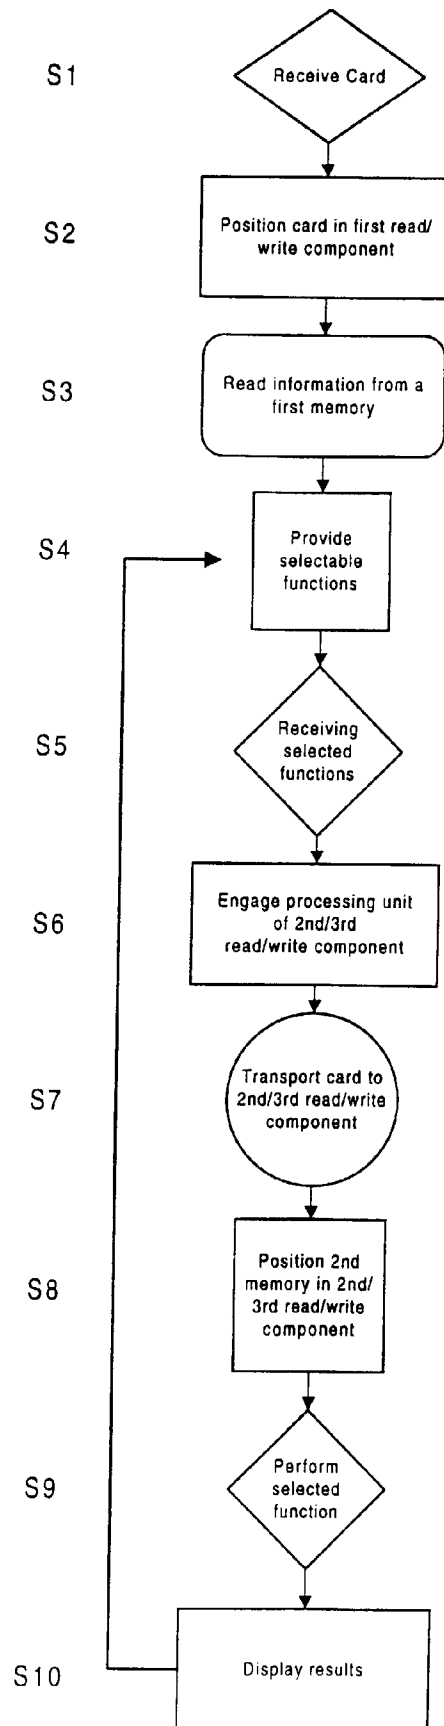 S1
Receive Card
S2
Position card in first read/
write component
S3
Read information from a
first memory
S4
Provide
selectable
functions
S5
Receiving
selected
functions
S6
Engage processing unit
of 2nd/3rd
read/write component
S7
Transport card to
2nd/3rd read/write
component
S8
Position 2nd
memory in 2nd/
3rd read/write
component
S9
Perform
selected
function
S10
Display results